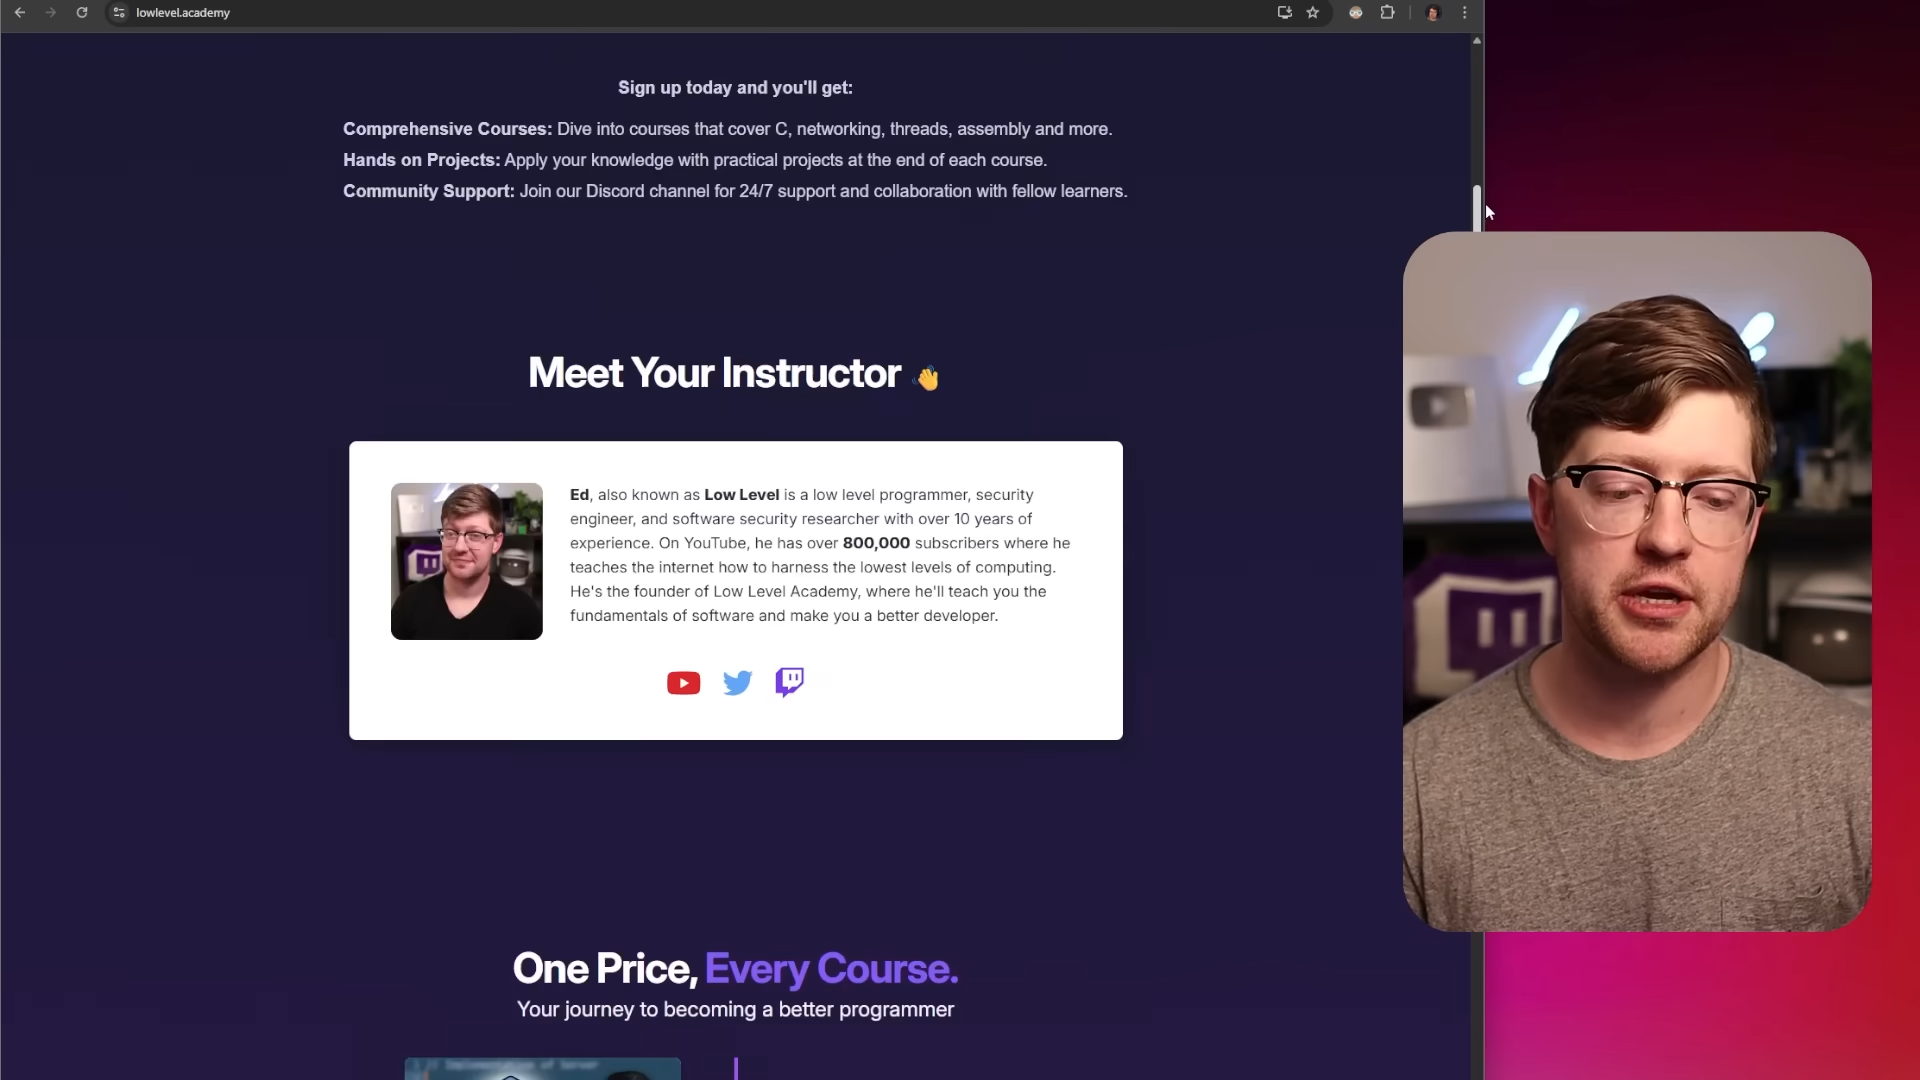 lowlevel.academy
Sign up today and you'll get:
Comprehensive Courses: Dive into courses that cover C, networking, threads, assembly and more.
Hands on Projects: Apply your knowledge with practical projects at the end of each course.
Community Support: Join our Discord channel for 24/7 support and collaboration with fellow learners.
Meet Your Instructor 👋
Ed, also known as Low Level is a low level programmer, security
engineer, and software security researcher with over 10 years of
experience. On YouTube, he has over 800,000 subscribers where he
teaches the internet how to harness the lowest levels of computing.
He's the founder of Low Level Academy, where he'll teach you the
fundamentals of software and make you a better developer.
One Price, Every Course.
Your journey to becoming a better programmer